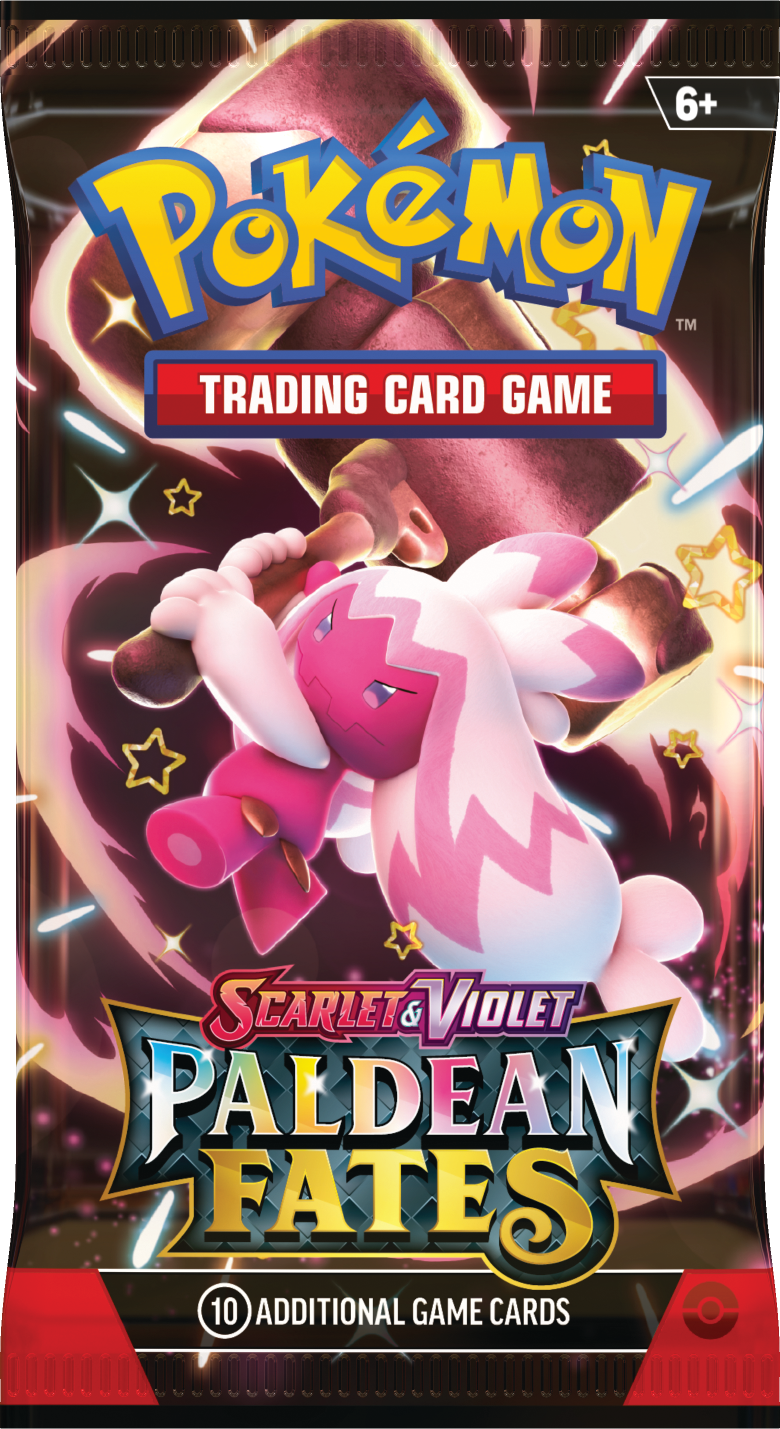 6+
POKéMON
TM
TRADING CARD GAME
SCARLET & VIOLET
PALDEAN
FATES
10 ADDITIONAL GAME CARDS